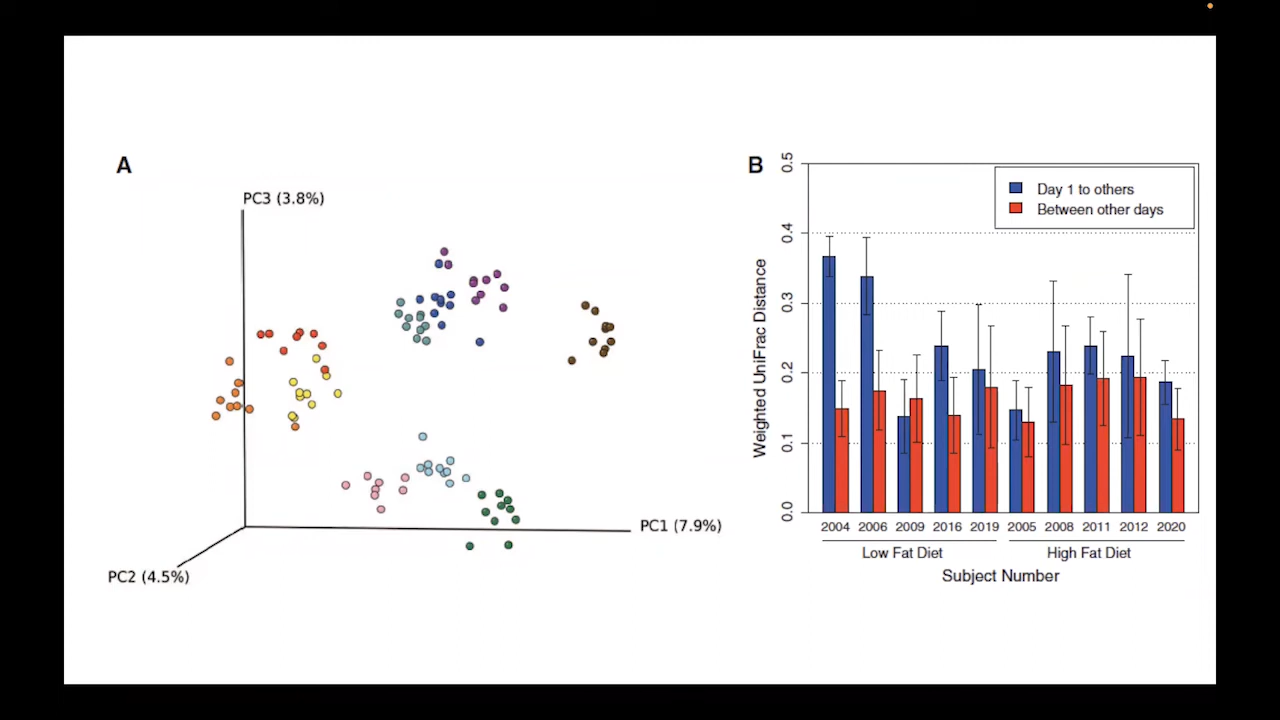 A
PC3 (3.8%)
PC1 (7.9%)
PC2 (4.5%)
B
Weighted UniFrac Distance
0.5
0.4
0.3
0.2
0.1
0.0
Day 1 to others
Between other days
2004 2006 2009 2016 2019 2005 2008 2011 2012 2020
Low Fat Diet High Fat Diet
Subject Number